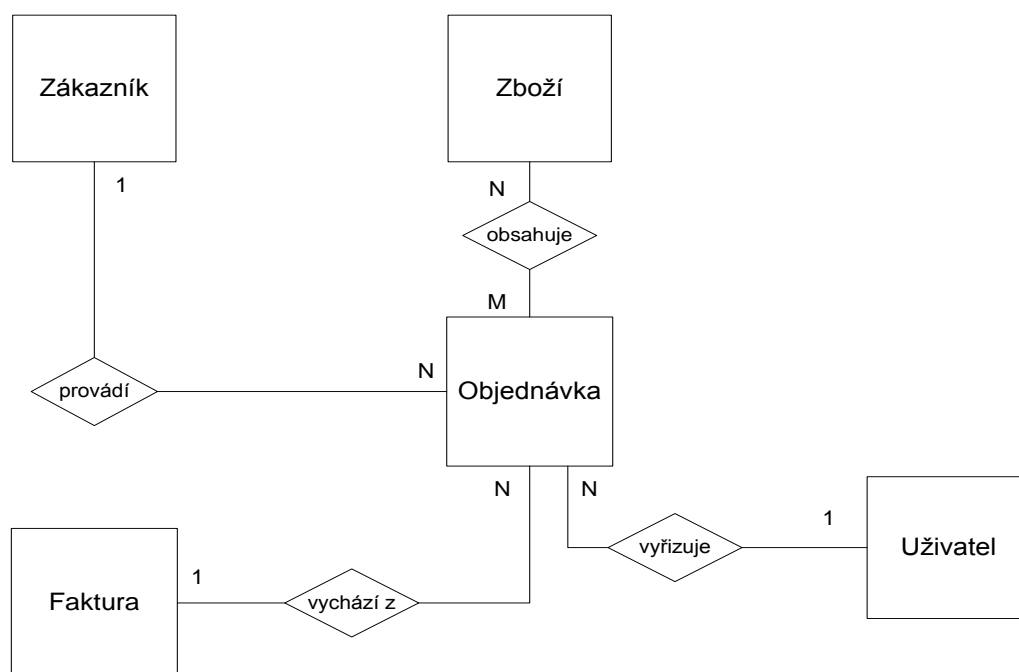 Zákazník
Zboží
1
N
obsahuje
M
provádí
N
Objednávka
N
N
Faktura
1
vychází z
vyřizuje
1
Uživatel